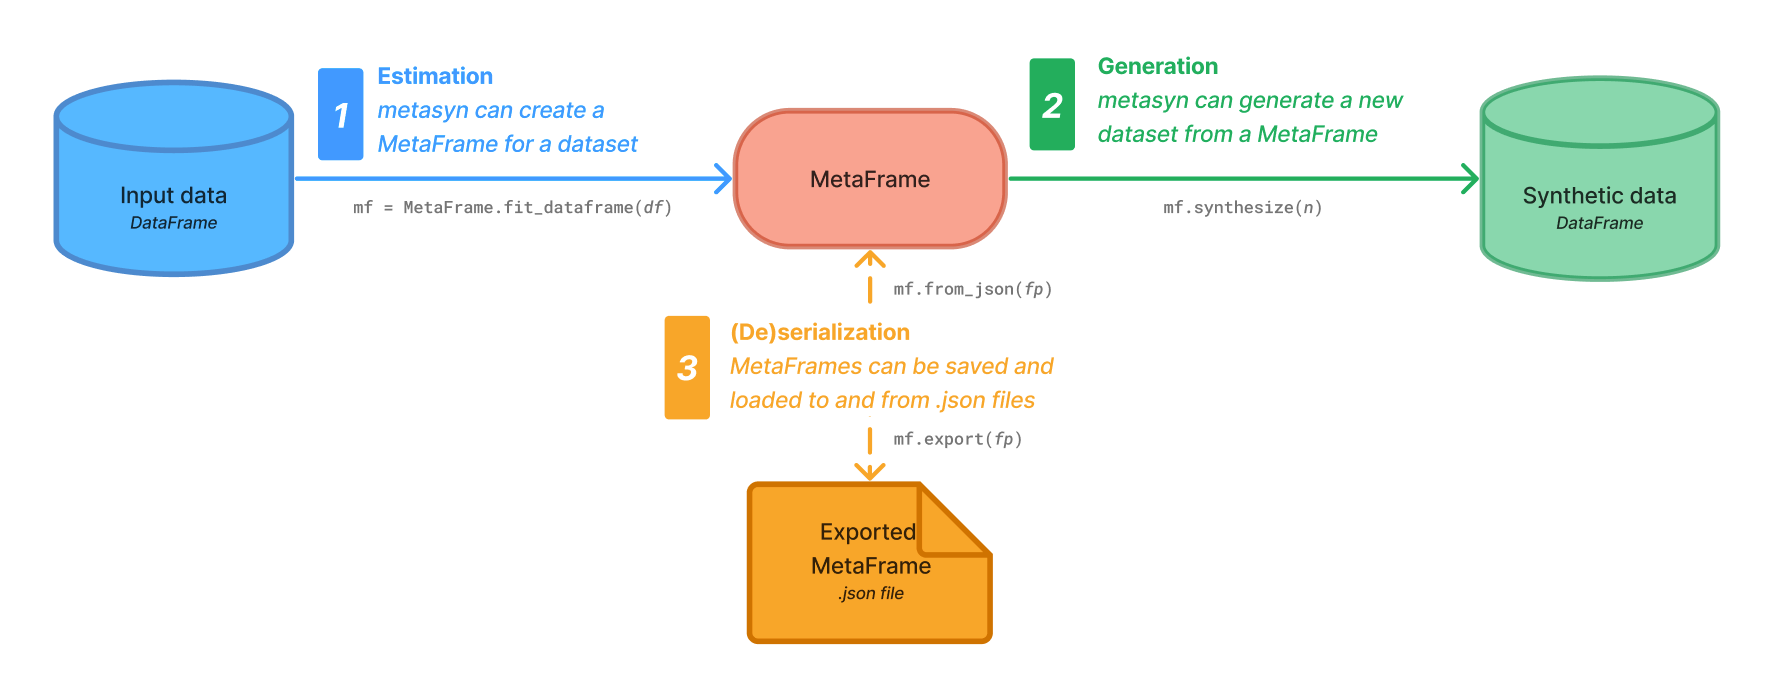 Input data
DataFrame
1
Estimation
metasyn can create a
MetaFrame for a dataset
mf = MetaFrame.fit_dataframe(df)
MetaFrame
2
Generation
metasyn can generate a new
dataset from a MetaFrame
mf.synthesize(n)
Synthetic data
DataFrame
mf.from_json(fp)
3
(De)serialization
MetaFrames can be saved and
loaded to and from .json files
mf.export(fp)
Exported
MetaFrame
.json file